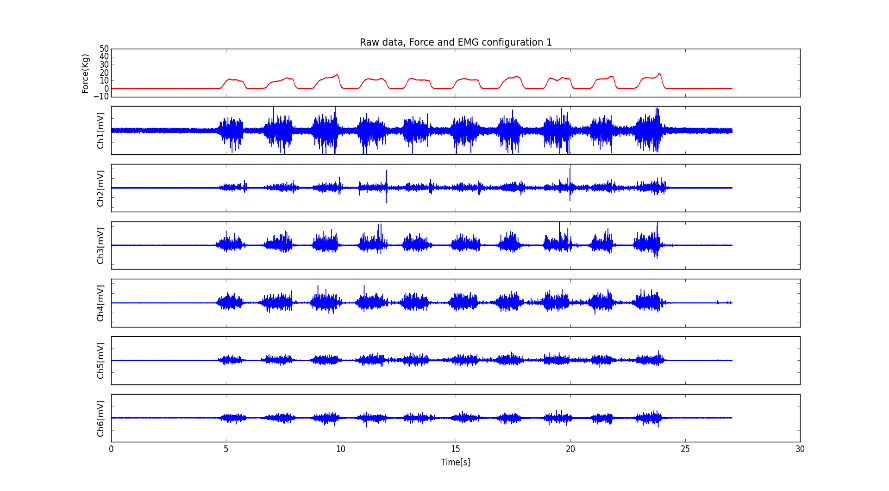 Raw data, Force and EMG configuration 1
Force(Kg)
50
40
30
20
10
0
−10
Ch1[mV]
Ch2[mV]
Ch3[mV]
Ch4[mV]
Ch5[mV]
Ch6[mV]
0 5 10 15 20 25 30
Time[s]